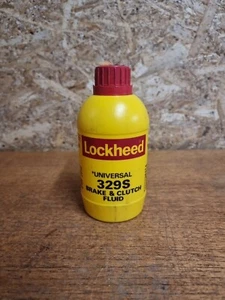 Lockheed
"UNIVERSAL
329S
BRAKE & CLUTCH
FLUID